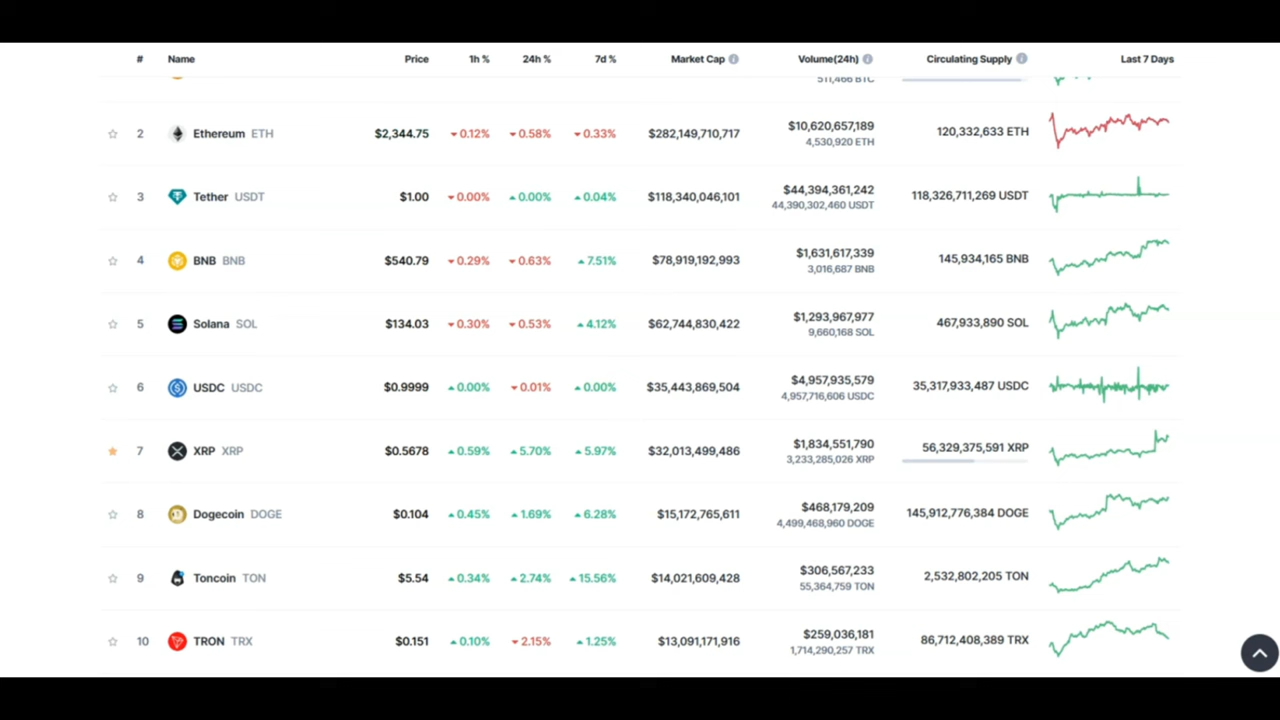 # Name Price 1h % 24h % 7d % Market Cap Volume(24h) Circulating Supply Last 7 Days
511,466 BTC
2 Ethereum ETH $2,344.75 0.12% 0.58% 0.33% $282,149,710,717 $10,620,657,189 120,332,633 ETH
4,530,920 ETH
3 Tether USDT $1.00 0.00% 0.00% 0.04% $118,340,046,101 $44,394,361,242 118,326,711,269 USDT
44,390,302,460 USDT
4 BNB BNB $540.79 0.29% 0.63% 7.51% $78,919,192,993 $1,631,617,339 145,934,165 BNB
3,016,687 BNB
5 Solana SOL $134.03 0.30% 0.53% 4.12% $62,744,830,422 $1,293,967,977 467,933,890 SOL
9,660,168 SOL
6 USDC USDC $0.9999 0.00% 0.01% 0.00% $35,443,869,504 $4,957,935,579 35,317,933,487 USDC
4,957,716,606 USDC
7 XRP XRP $0.5678 0.59% 5.70% 5.97% $32,013,499,486 $1,834,551,790 56,329,375,591 XRP
3,233,285,026 XRP
8 Dogecoin DOGE $0.104 0.45% 1.69% 6.28% $15,172,765,611 $468,179,209 145,912,776,384 DOGE
4,499,468,960 DOGE
9 Toncoin TON $5.54 0.34% 2.74% 15.56% $14,021,609,428 $306,567,233 2,532,802,205 TON
55,364,759 TON
10 TRON TRX $0.151 0.10% 2.15% 1.25% $13,091,171,916 $259,036,181 86,712,408,389 TRX
1,714,290,257 TRX